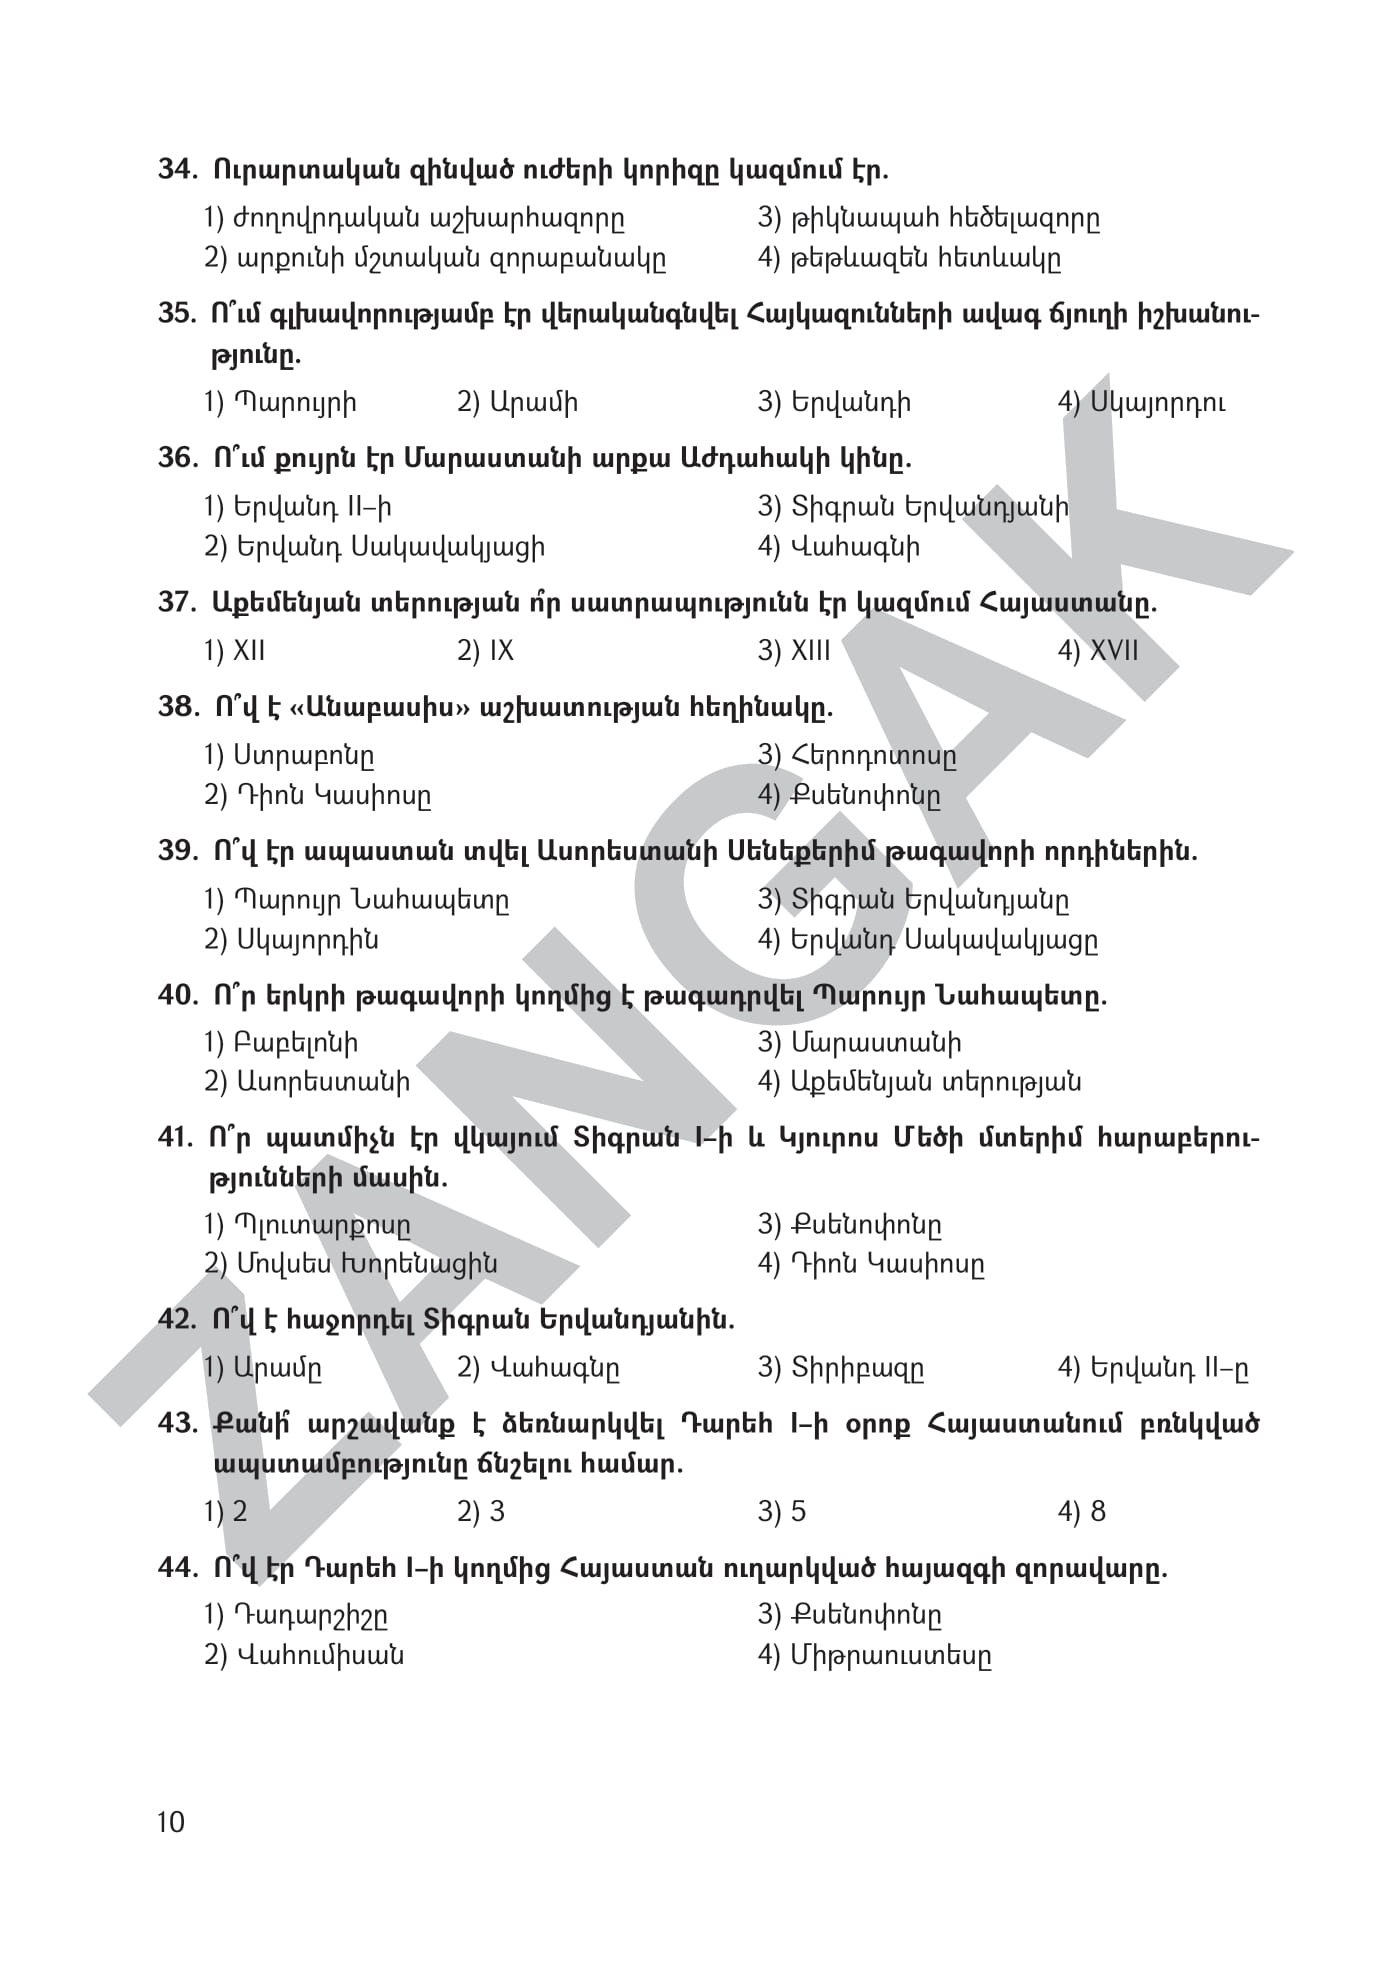 34. Ուրարտական զինված ուժերի կորիզը կազմում էր.
1) ժողովրդական աշխարհազորը 3) թիկնապահ հեծելազորը
2) արքունի մշտական զորաբանակը 4) թեթևազեն հետևակը
35. Ո՞ւմ գլխավորությամբ էր վերականգնվել Հայկազունների ավագ ճյուղի իշխանու-
թյունը.
1) Պարույրի 2) Արամի 3) Երվանդի 4) Սկայորդու
36. Ո՞ւմ քույրն էր Մարաստանի արքա Աժդահակի կինը.
1) Երվանդ II–ի 3) Տիգրան Երվանդյանի
2) Երվանդ Սակավակյացի 4) Վահագնի
37. Աքեմենյան տերության ո՞ր սատրապությունն էր կազմում Հայաստանը.
1) XII 2) IX 3) XIII 4) XVII
38. Ո՞վ է «Անաբասիս» աշխատության հեղինակը.
1) Ստրաբոնը 3) Հերոդոտոսը
2) Դիոն Կասիոսը 4) Քսենոփոնը
39. Ո՞վ էր ապաստան տվել Ասորեստանի Սենեքերիմ թագավորի որդիներին.
1) Պարույր Նահապետը 3) Տիգրան Երվանդյանը
2) Սկայորդին 4) Երվանդ Սակավակյացը
40. Ո՞ր երկրի թագավորի կողմից է թագադրվել Պարույր Նահապետը.
1) Բաբելոնի 3) Մարաստանի
2) Ասորեստանի 4) Աքեմենյան տերության
41. Ո՞ր պատմիչն էր վկայում Տիգրան I–ի և Կյուրոս Մեծի մտերիմ հարաբերու-
թյունների մասին.
1) Պլուտարքոսը 3) Քսենոփոնը
2) Մովսես Խորենացին 4) Դիոն Կասիոսը
42. Ո՞վ է հաջորդել Տիգրան Երվանդյանին.
1) Արամը 2) Վահագնը 3) Տիրիբազը 4) Երվանդ II–ը
43. Քանի՞ արշավանք է ձեռնարկվել Դարեհ I–ի օրոք Հայաստանում բռնկված
ապստամբությունը ճնշելու համար.
1) 2 2) 3 3) 5 4) 8
44. Ո՞վ էր Դարեհ I–ի կողմից Հայաստան ուղարկված հայազգի զորավարը.
1) Դադարշիշը 3) Քսենոփոնը
2) Վահումիսան 4) Միթրաուստեսը
10
ZANGAK